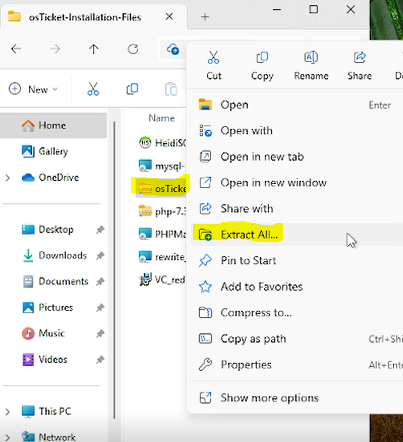 osTicket-Installation-Files
New
Cut
Copy
Rename
Share
Home
Gallery
OneDrive
Desktop
Downloads
Documents
Pictures
Music
Videos
This PC
Network
Name
HeidiSQ
mysql-
osTicke
php-7.3
PHPMa
rewrite_
VC_red
Open Enter
Open with
Open in new tab
Open in new window
Share with
Extract All...
Pin to Start
Add to Favorites
Compress to...
Copy as path Ctrl+Shi
Properties Alt+Ente
Show more options